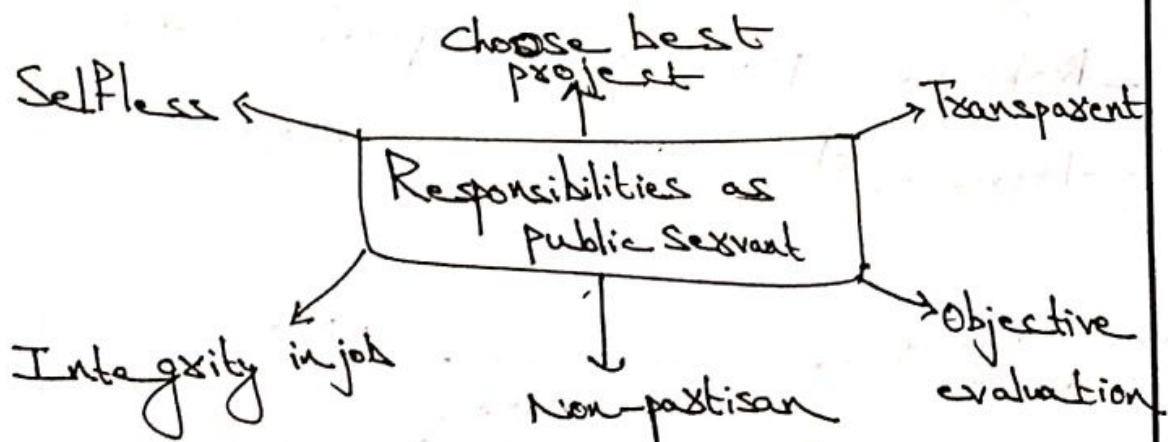 Choose best
project
Selfless
Transparent
Responsibilities as
public servant
Integrity in job
Non-partisan
Objective
evaluation